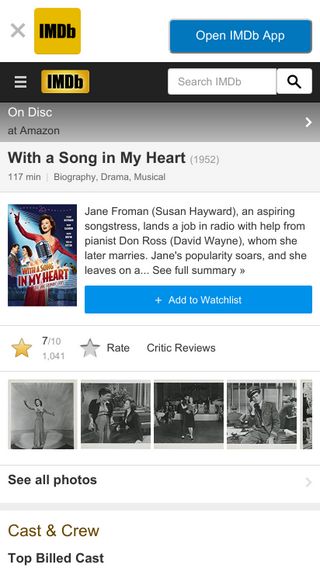 IMDb
Open IMDb App
IMDb
Search IMDb
On Disc
at Amazon
With a Song in My Heart (1952)
117 min | Biography, Drama, Musical
WITH A SONG
IN MY HEART
Jane Froman (Susan Hayward), an aspiring
songstress, lands a job in radio with help from
pianist Don Ross (David Wayne), whom she
later marries. Jane's popularity soars, and she
leaves on a... See full summary »
+ Add to Watchlist
7/10
1,041
Rate
Critic Reviews
See all photos
Cast & Crew
Top Billed Cast